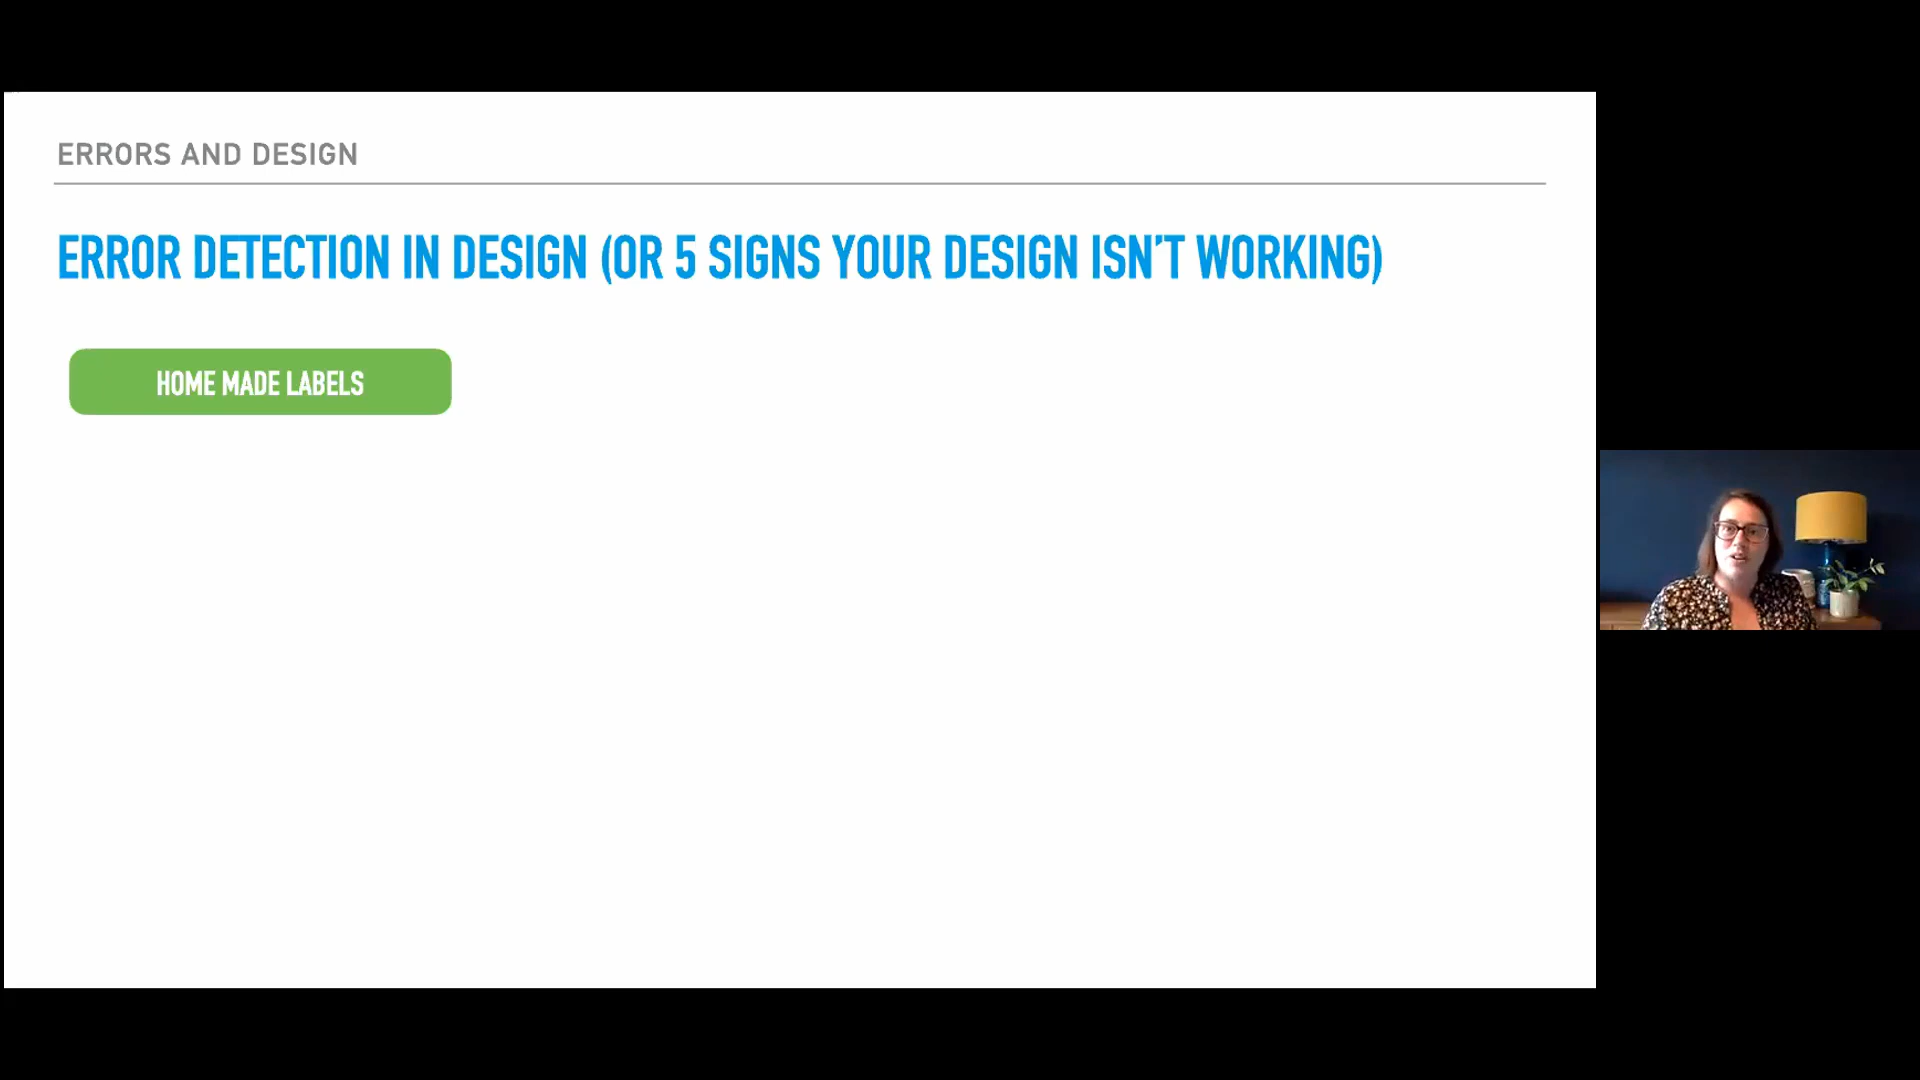 ERRORS AND DESIGN
ERROR DETECTION IN DESIGN (OR 5 SIGNS YOUR DESIGN ISN’T WORKING)
HOME MADE LABELS